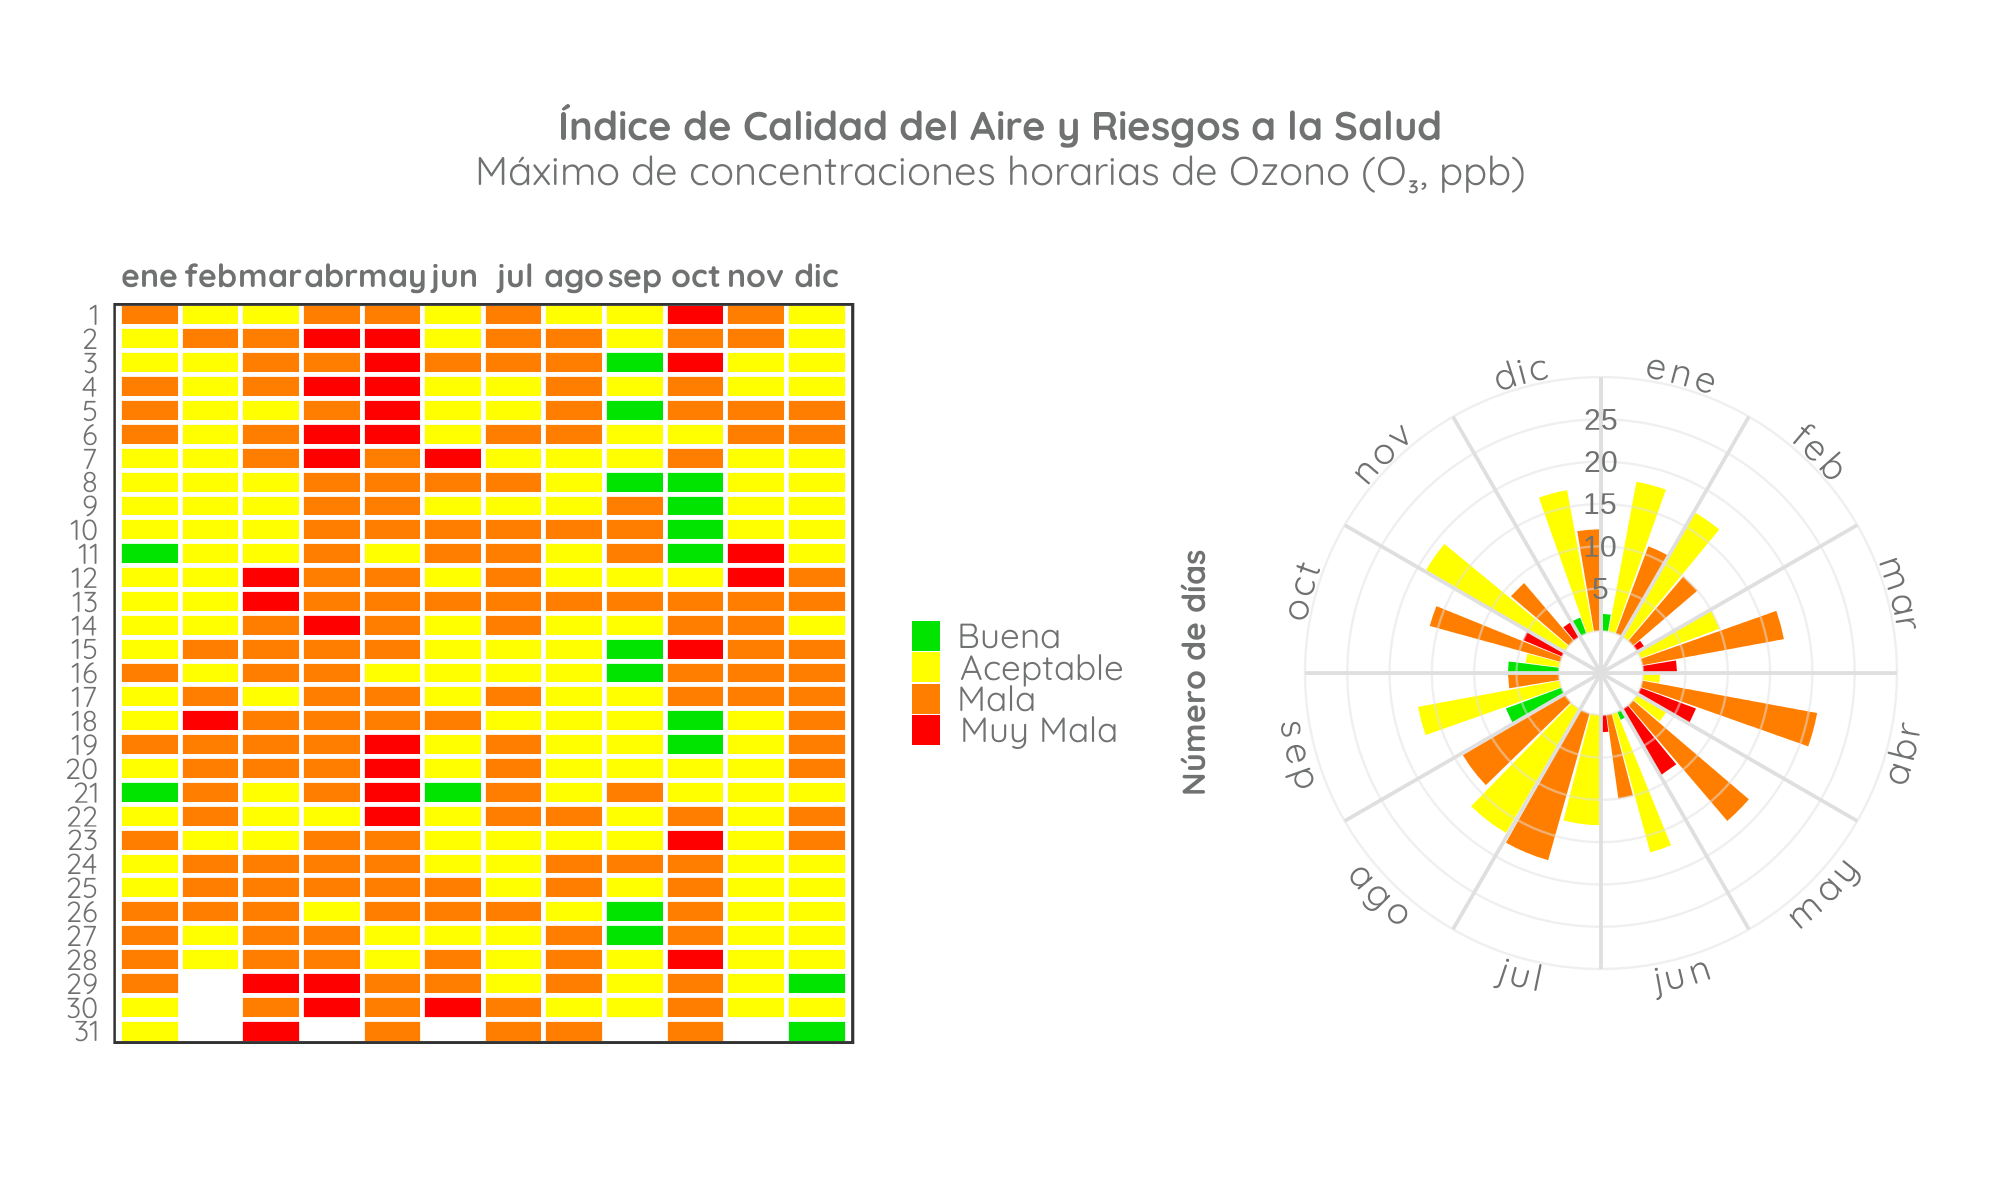 Índice de Calidad del Aire y Riesgos a la Salud
Máximo de concentraciones horarias de Ozono (O₃, ppb)
ene feb mar abr may jun jul ago sep oct nov dic
1
2
3
4
5
6
7
8
9
10
11
12
13
14
15
16
17
18
19
20
21
22
23
24
25
26
27
28
29
30
31
Buena
Aceptable
Mala
Muy Mala
Número de días
25
20
15
10
5
ene
feb
mar
abr
may
jun
jul
ago
sep
oct
nov
dic